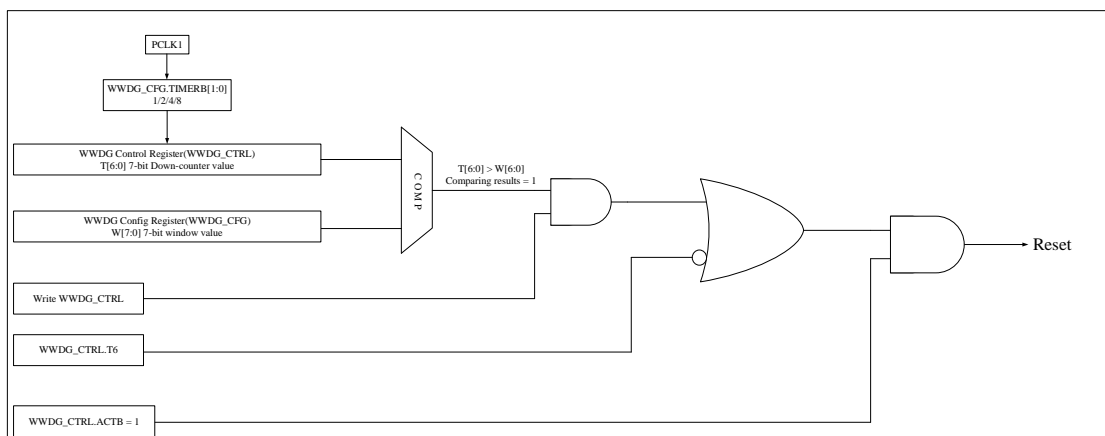 PCLK1
WWDG_CFG.TIMERB[1:0]
1/2/4/8
WWDG Control Register(WWDG_CTRL)
T[6:0] 7-bit Down-counter value
COMP
T[6:0] > W[6:0]
Comparing results = 1
WWDG Config Register(WWDG_CFG)
W[7:0] 7-bit window value
Reset
Write WWDG_CTRL
WWDG_CTRL.T6
WWDG_CTRL.ACTB = 1